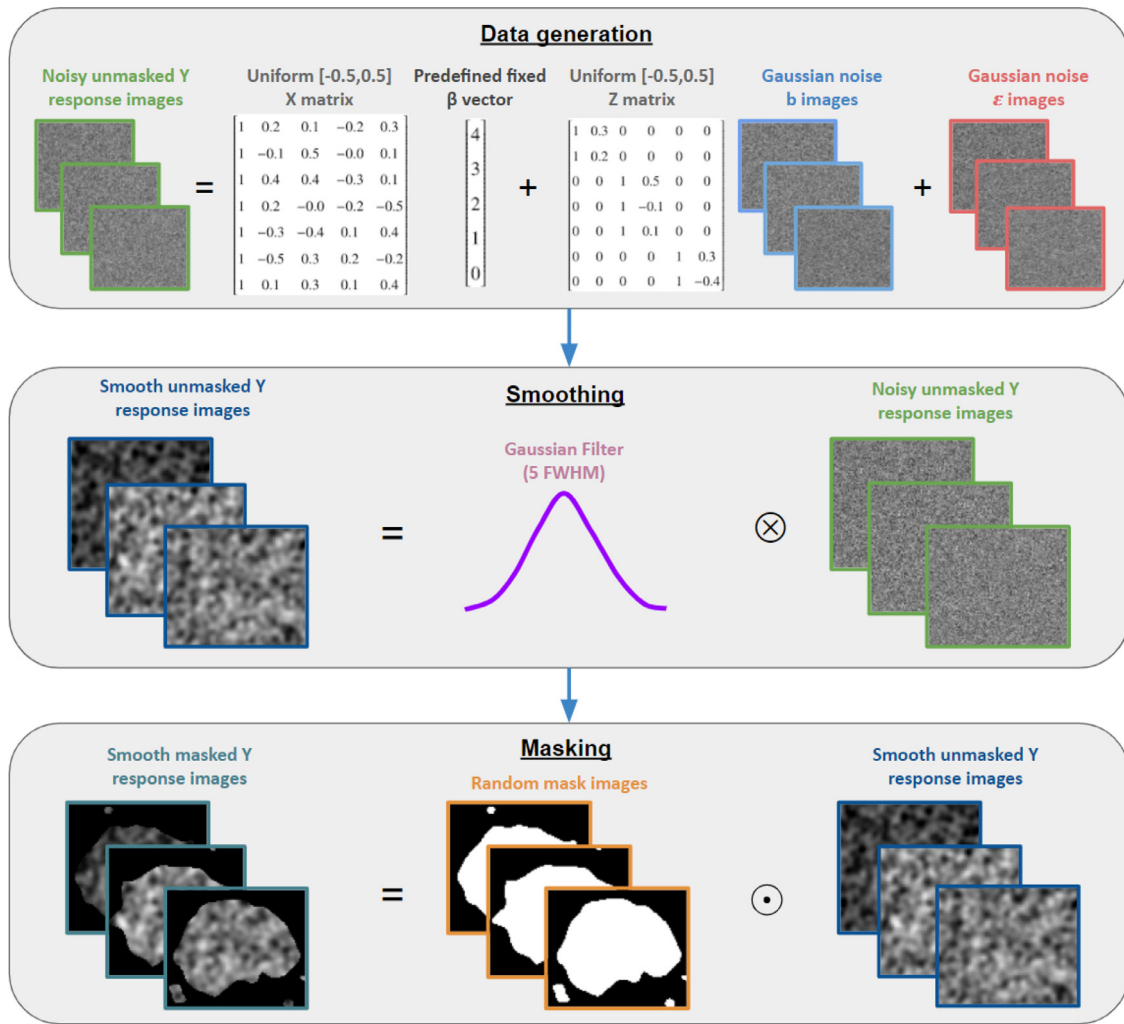 Data generation
Noisy unmasked Y
response images
Uniform [-0.5,0.5]
X matrix
Predefined fixed
β vector
Uniform [-0.5,0.5]
Z matrix
Gaussian noise
b images
Gaussian noise
ε images
1 0.2 0.1 −0.2 0.3
1 −0.1 0.5 −0.0 0.1
1 0.4 0.4 −0.3 0.1
1 0.2 −0.0 −0.2 −0.5
1 −0.3 −0.4 0.1 0.4
1 −0.5 0.3 0.2 −0.2
1 0.1 0.3 0.1 0.4
4
3
2
1
0
1 0.3 0 0 0 0
1 0.2 0 0 0 0
0 0 1 0.5 0 0
0 0 1 −0.1 0 0
0 0 1 0.1 0 0
0 0 0 0 1 0.3
0 0 0 0 1 −0.4
= + +
Smoothing
Smooth unmasked Y
response images
Gaussian Filter
(5 FWHM)
Noisy unmasked Y
response images
= ⊗
Masking
Smooth masked Y
response images
Random mask images
Smooth unmasked Y
response images
= ⊙